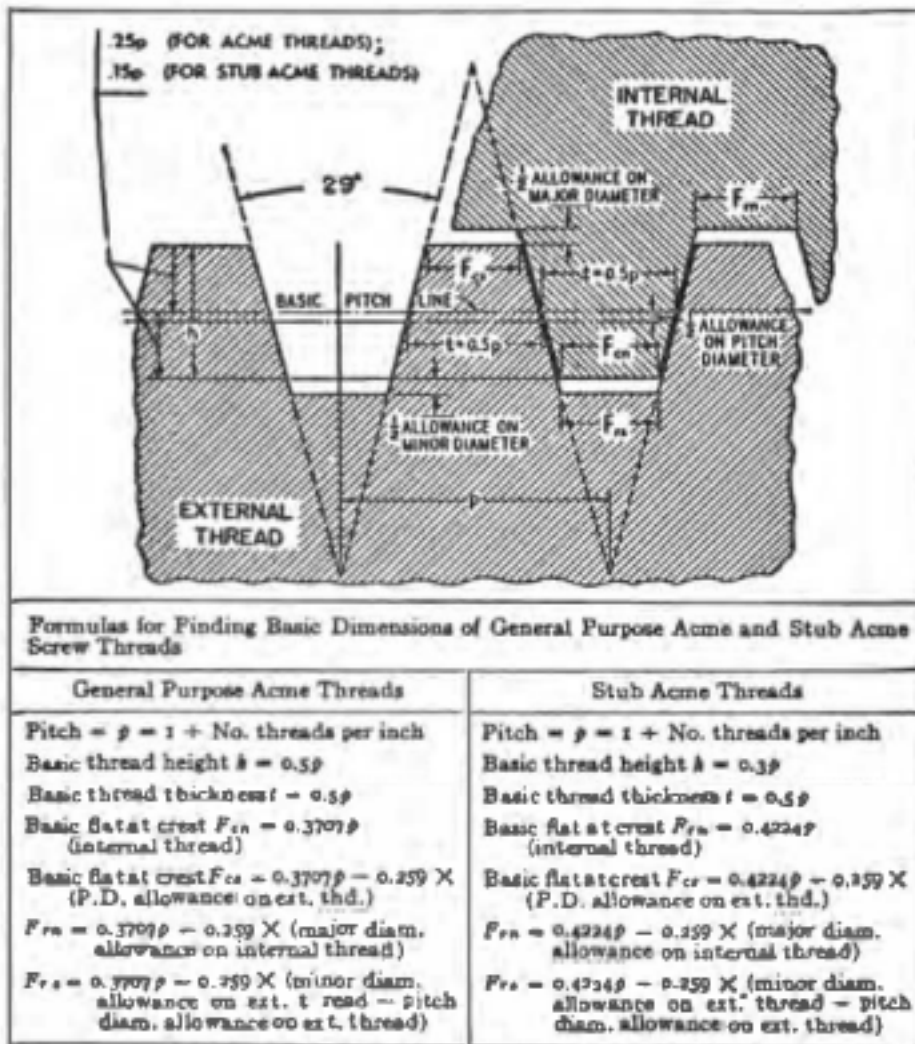 .25p (FOR ACME THREADS);
.15p (FOR STUB ACME THREADS)
INTERNAL
THREAD
29°
½ ALLOWANCE ON
MAJOR DIAMETER
Frn
Fcs
t=0.5p
BASIC PITCH LINE
h
½ ALLOWANCE
ON PITCH
DIAMETER
t=0.5p
Fcn
½ ALLOWANCE ON
MINOR DIAMETER
Frs
p
EXTERNAL
THREAD
Formulas for Finding Basic Dimensions of General Purpose Acme and Stub Acme
Screw Threads
General Purpose Acme Threads
Pitch = p = 1 ÷ No. threads per inch
Basic thread height h = 0.5p
Basic thread thickness t = 0.5p
Basic flat at crest Fcn = 0.3707p
(internal thread)
Basic flat at crest Fcs = 0.3707p − 0.259 ×
(P.D. allowance on ext. thd.)
Frn = 0.3707p − 0.259 × (major diam.
allowance on internal thread)
Frs = 0.3707p − 0.259 × (minor diam.
allowance on ext. t read − pitch
diam. allowance on ext. thread)
Stub Acme Threads
Pitch = p = 1 ÷ No. threads per inch
Basic thread height h = 0.3p
Basic thread thickness t = 0.5p
Basic flat at crest Frn = 0.4224p
(internal thread)
Basic flat at crest Fcs = 0.4224p − 0.259 ×
(P.D. allowance on ext. thd.)
Frn = 0.4224p − 0.259 × (major diam.
allowance on internal thread)
Frs = 0.4224p − 0.259 × (minor diam.
allowance on ext. thread − pitch
diam. allowance on ext. thread)